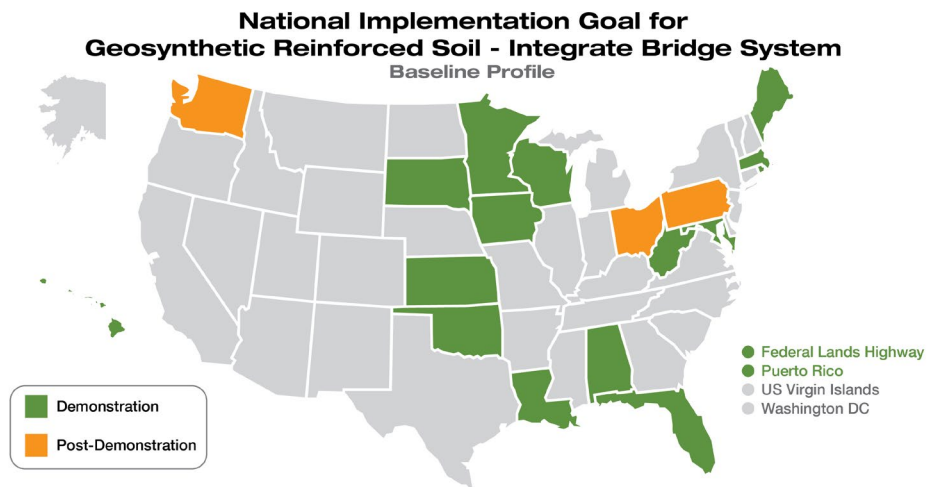 National Implementation Goal for
Geosynthetic Reinforced Soil - Integrate Bridge System
Baseline Profile
Federal Lands Highway
Puerto Rico
US Virgin Islands
Washington DC
Demonstration
Post-Demonstration